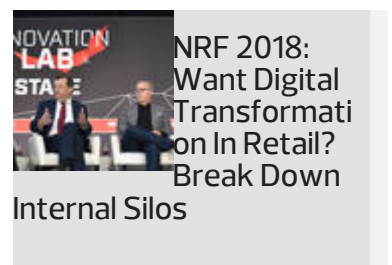 NOVATION
LAB
STAGE
NRF 2018:
Want Digital
Transformati
on In Retail?
Break Down
Internal Silos